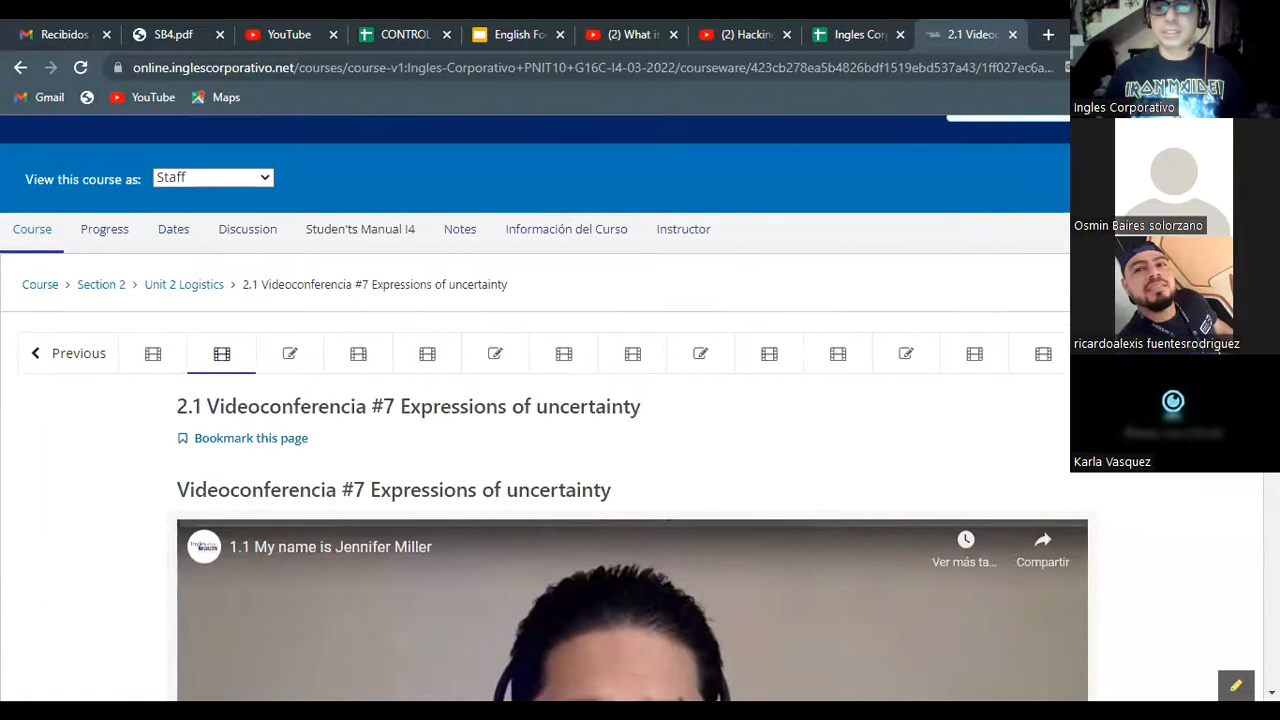 Recibidos
SB4.pdf
YouTube
CONTROL
English Fo
(2) What is
(2) Hackin
Ingles Cor
2.1 Videoc
online.inglescorporativo.net/courses/course-v1:Ingles-Corporativo+PNIT10+G16C-I4-03-2022/courseware/423cb278ea5b4826bdf1519ebd537a43/1ff027ec6a...
Gmail
YouTube
Maps
IRON MAIDEN
Ingles Corporativo
View this course as:
Staff
Osmin Baires solorzano
Course
Progress
Dates
Discussion
Studen'ts Manual I4
Notes
Información del Curso
Instructor
Course > Section 2 > Unit 2 Logistics > 2.1 Videoconferencia #7 Expressions of uncertainty
ricardoalexis fuentesrodriguez
Previous
2.1 Videoconferencia #7 Expressions of uncertainty
Bookmark this page
Karla Vasquez
Videoconferencia #7 Expressions of uncertainty
1.1 My name is Jennifer Miller
Ver más ta...
Compartir